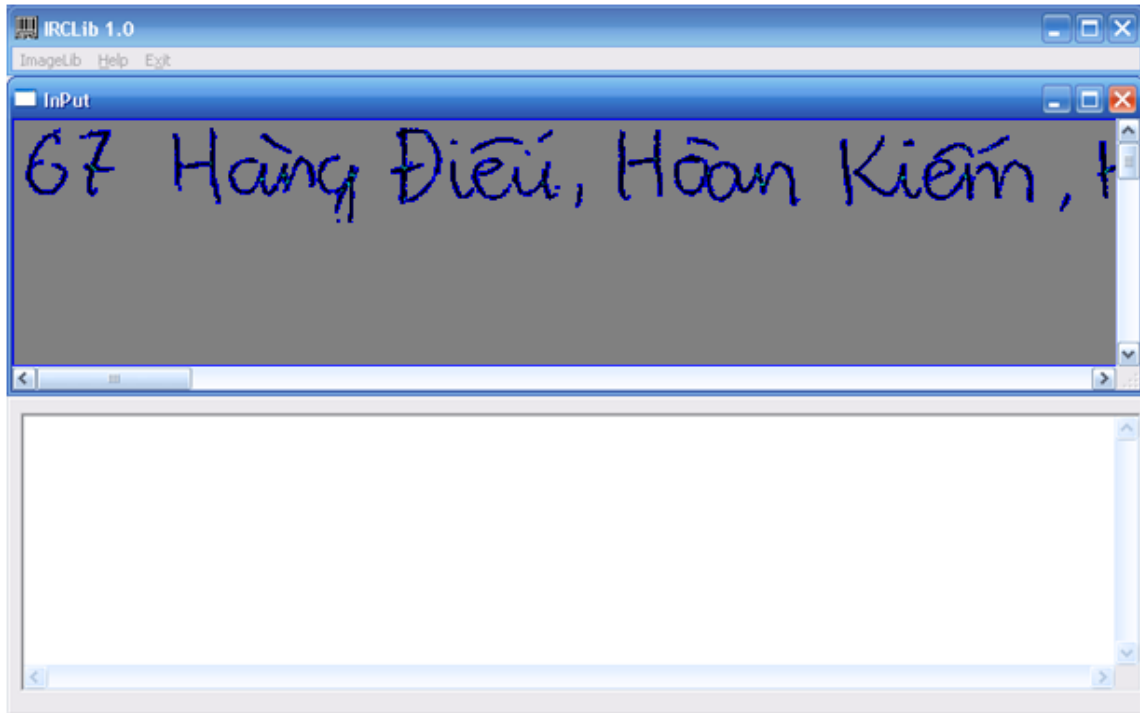 IRCLib 1.0
ImageLib Help Exit
InPut
67 Hàng Điếu, Hoàn Kiếm, H